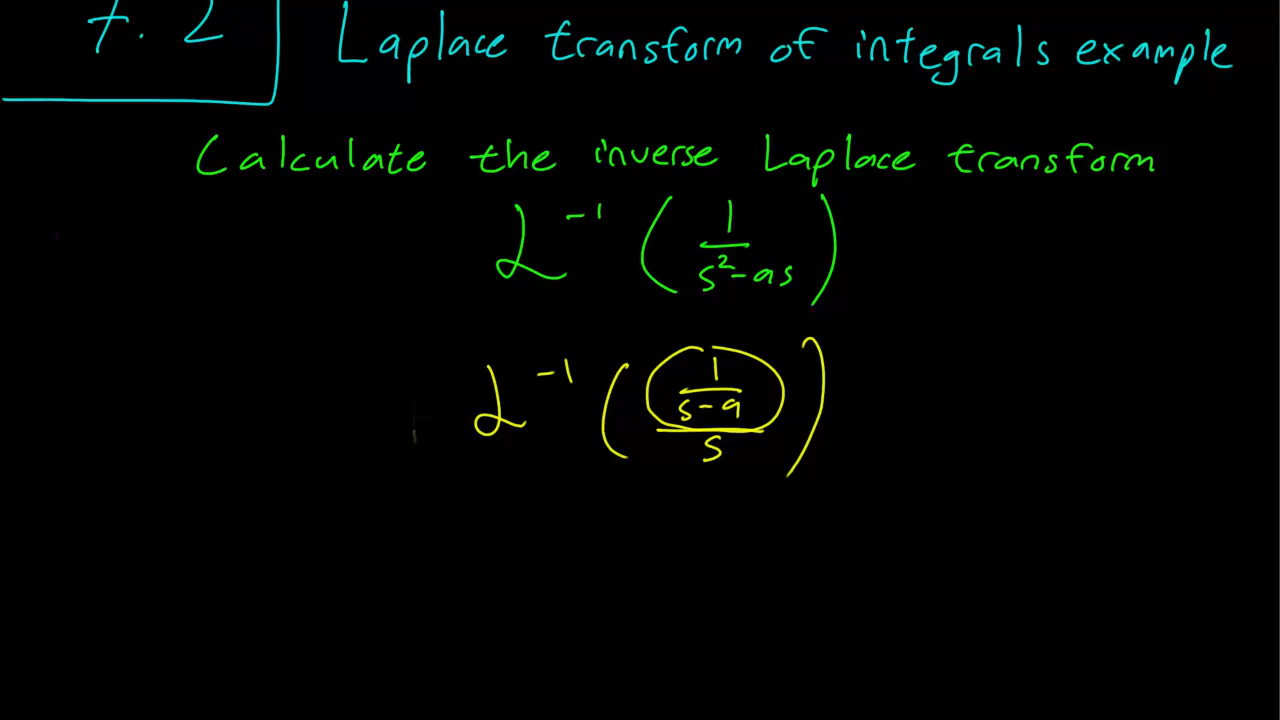 7.2 Laplace transform of integrals example
Calculate the inverse Laplace transform
ℒ⁻¹ ( 1 / (s² - as) )
ℒ⁻¹ ( (1 / (s - a)) / s )